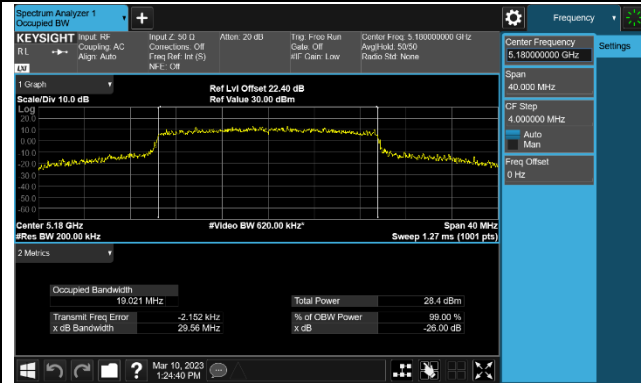 Spectrum Analyzer 1
Occupied BW
Frequency
KEYSIGHT Input: RF
RL
Coupling: AC
Align: Auto
LXI
Input Z: 50 Ω
Corrections: Off
Freq Ref: Int (S)
NFE: Off
Atten: 20 dB
Trig: Free Run
Gate: Off
#IF Gain: Low
Center Freq: 5.180000000 GHz
Avg|Hold: 50/50
Radio Std: None
Center Frequency
5.180000000 GHz
Settings
Span
40.000 MHz
CF Step
4.000000 MHz
Auto
Man
Freq Offset
0 Hz
1 Graph
Scale/Div 10.0 dB
Ref Lvl Offset 22.40 dB
Ref Value 30.00 dBm
Log
20.0
10.0
0.00
-10.0
-20.0
-30.0
-40.0
-50.0
-60.0
Center 5.18 GHz
#Video BW 620.00 kHz*
Span 40 MHz
#Res BW 200.00 kHz
Sweep 1.27 ms (1001 pts)
2 Metrics
Occupied Bandwidth
19.021 MHz
Total Power 28.4 dBm
Transmit Freq Error -2.152 kHz
% of OBW Power 99.00 %
x dB Bandwidth 29.56 MHz
x dB -26.00 dB
Mar 10, 2023
1:24:40 PM